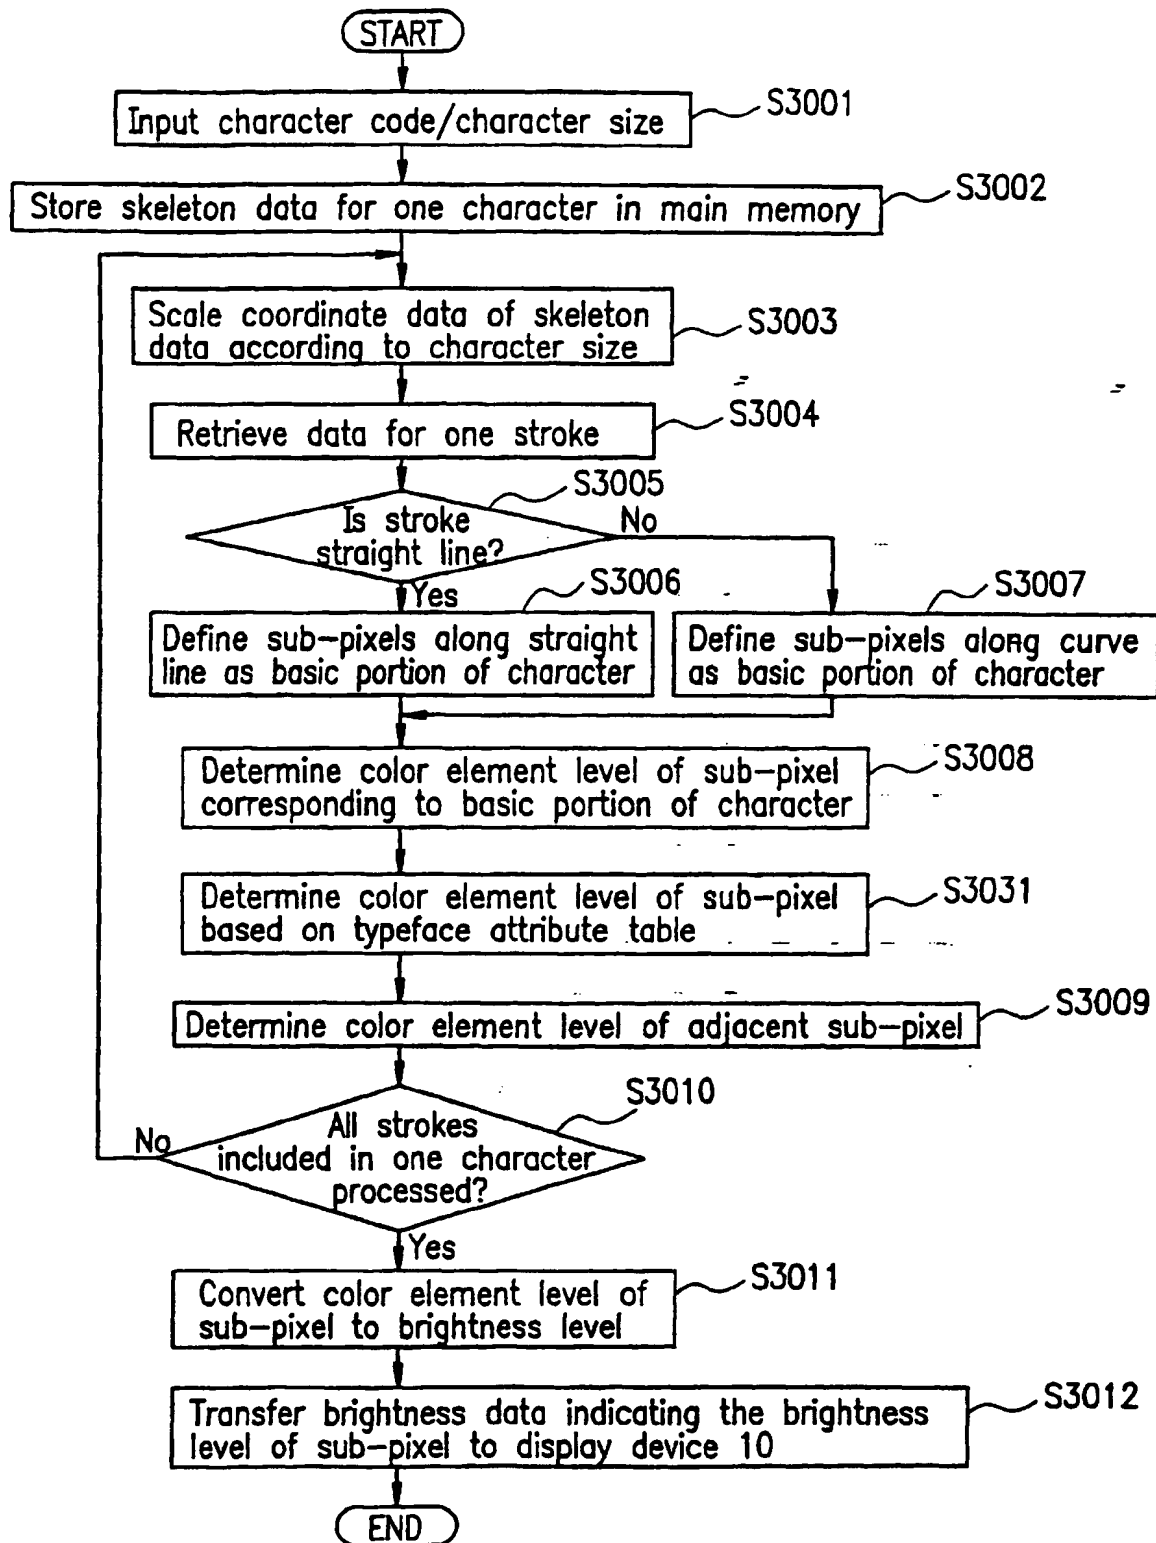 START
Input character code/character size
S3001
Store skeleton data for one character in main memory
S3002
Scale coordinate data of skeleton
data according to character size
S3003
Retrieve data for one stroke
S3004
S3005
Is stroke
straight line?
No
Yes
S3006
S3007
Define sub-pixels along straight
line as basic portion of character
Define sub-pixels along curve
as basic portion of character
Determine color element level of sub-pixel
corresponding to basic portion of character
S3008
Determine color element level of sub-pixel
based on typeface attribute table
S3031
Determine color element level of adjacent sub-pixel
S3009
S3010
All strokes
included in one character
processed?
No
Yes
Convert color element level of
sub-pixel to brightness level
S3011
Transfer brightness data indicating the brightness
level of sub-pixel to display device 10
S3012
END